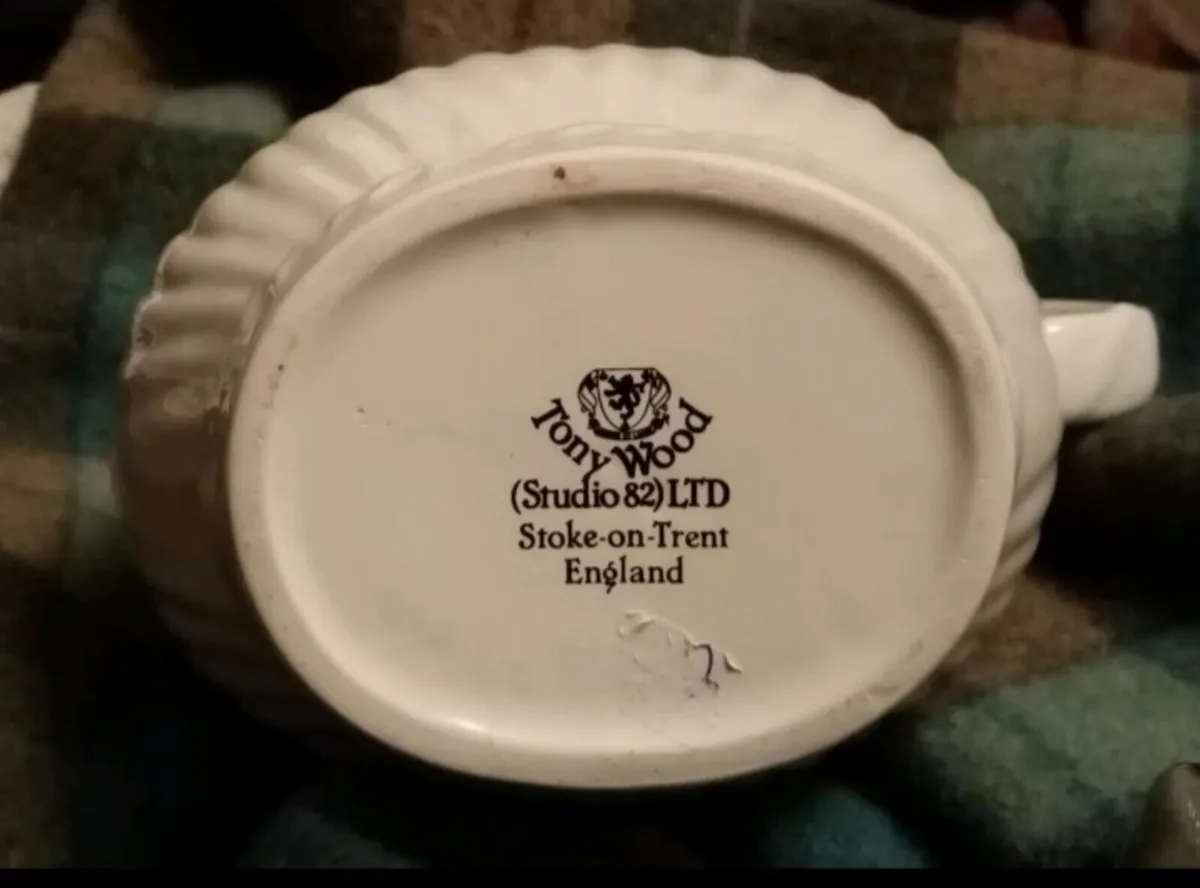 Tony Wood
(Studio 82) LTD
Stoke-on-Trent
England